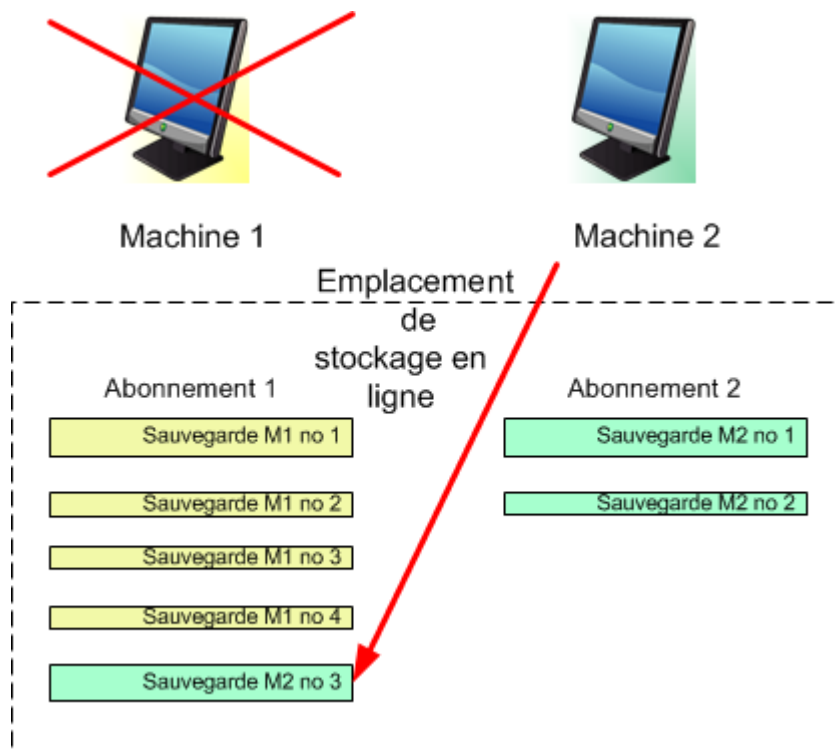 Machine 1
Machine 2
Emplacement
de
stockage en
ligne
Abonnement 1
Sauvegarde M1 no 1
Sauvegarde M1 no 2
Sauvegarde M1 no 3
Sauvegarde M1 no 4
Sauvegarde M2 no 3
Abonnement 2
Sauvegarde M2 no 1
Sauvegarde M2 no 2